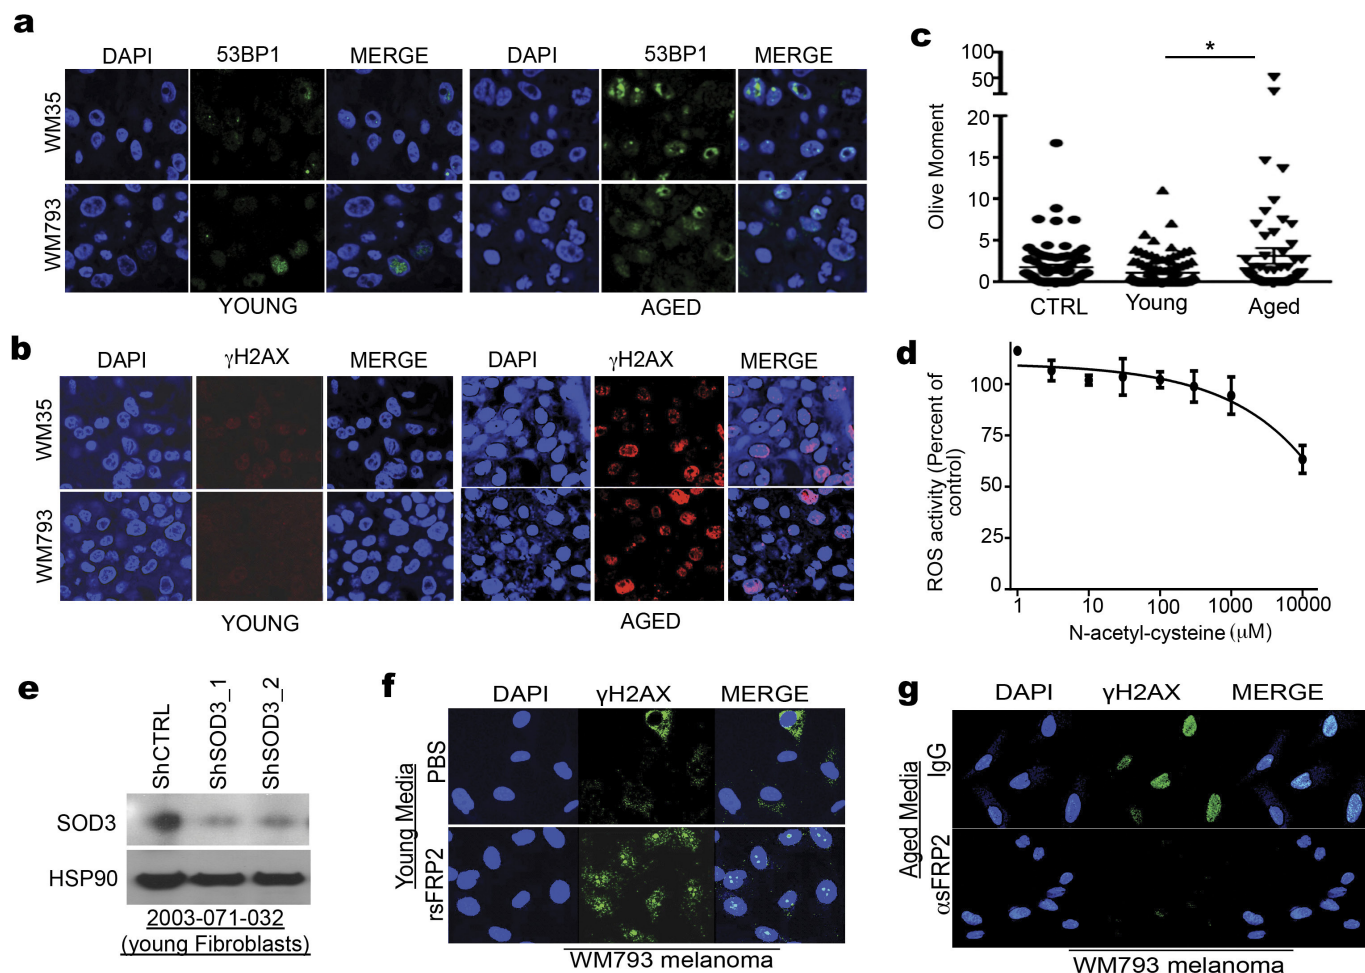 a
DAPI 53BP1 MERGE DAPI 53BP1 MERGE
WM35
WM793
YOUNG AGED
b
DAPI γH2AX MERGE DAPI γH2AX MERGE
WM35
WM793
YOUNG AGED
c
*
Olive Moment
100
50
20
15
10
5
0
CTRL Young Aged
d
ROS activity (Percent of
control)
100
75
50
25
0
1 10 100 1000 10000
N-acetyl-cysteine (μM)
e
ShCTRL
ShSOD3_1
ShSOD3_2
SOD3
HSP90
2003-071-032
(young Fibroblasts)
f
DAPI γH2AX MERGE
Young Media
PBS
rsFRP2
WM793 melanoma
g
DAPI γH2AX MERGE
Aged Media
IgG
αsFRP2
WM793 melanoma